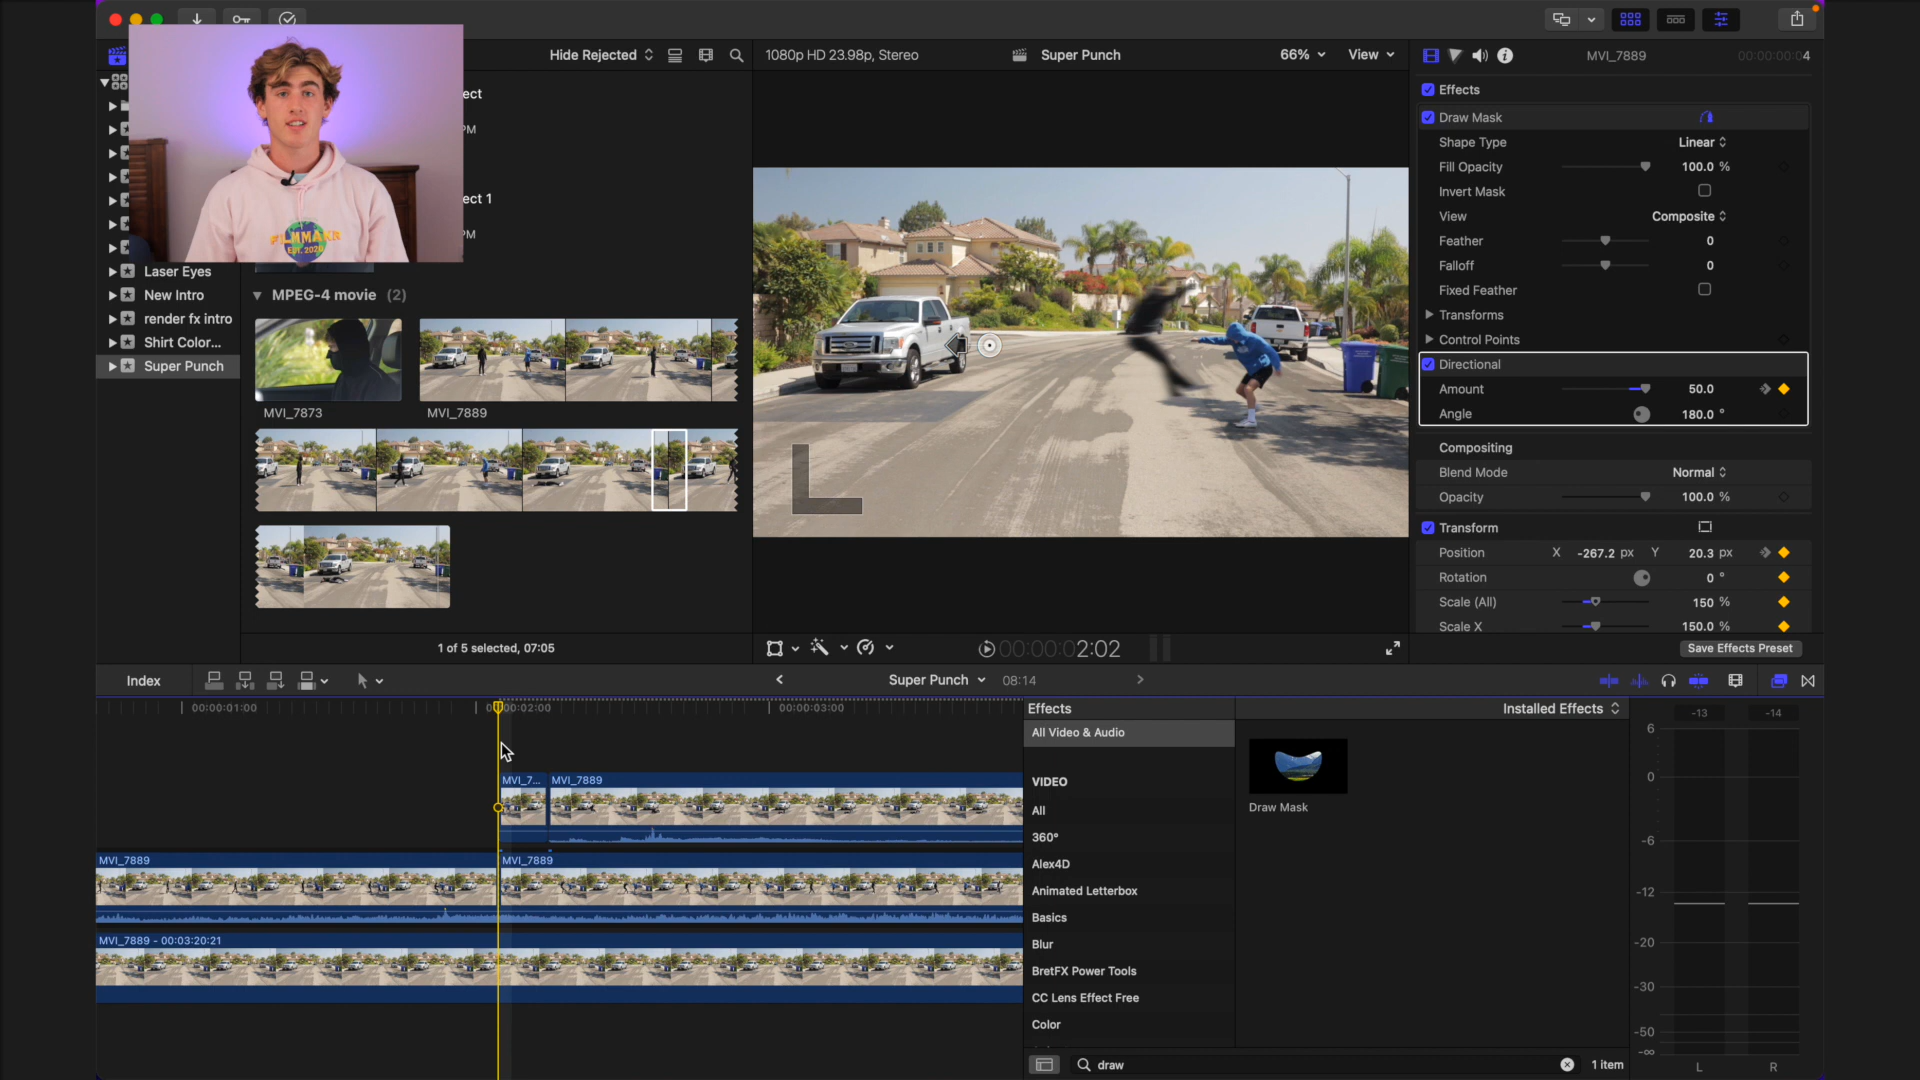 Hide Rejected
1080p HD 23.98p, Stereo
Super Punch
66%
View
MVI_7889
00:00:00:04
FILMMAKR
EST. 2020
ect
PM
ect 1
PM
Laser Eyes
New Intro
render fx intro
Shirt Color...
Super Punch
MPEG-4 movie (2)
MVI_7873
MVI_7889
1 of 5 selected, 07:05
00:00:00:02:02
Effects
Draw Mask
Shape Type
Linear
Fill Opacity
100.0 %
Invert Mask
View
Composite
Feather
0
Falloff
0
Fixed Feather
Transforms
Control Points
Directional
Amount
50.0
Angle
180.0 °
Compositing
Blend Mode
Normal
Opacity
100.0 %
Transform
Position
X -267.2 px Y 20.3 px
Rotation
0 °
Scale (All)
150 %
Scale X
150.0 %
Save Effects Preset
Index
Super Punch
08:14
00:00:01:00
00:00:02:00
00:00:03:00
MVI_7...
MVI_7889
MVI_7889
MVI_7889
MVI_7889 - 00:03:20:21
Effects
Installed Effects
All Video & Audio
VIDEO
All
360°
Alex4D
Animated Letterbox
Basics
Blur
BretFX Power Tools
CC Lens Effect Free
Color
Draw Mask
draw
1 item
-13
-14
6
0
-6
-12
-20
-30
-50
-∞
L
R